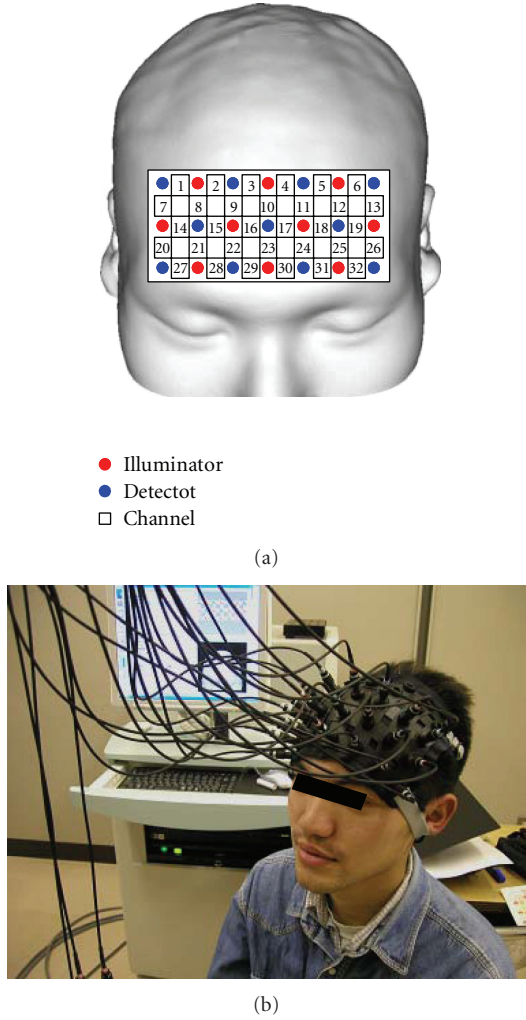 1 2 3 4 5 6
7 8 9 10 11 12 13
14 15 16 17 18 19
20 21 22 23 24 25 26
27 28 29 30 31 32
Illuminator
Detectot
Channel
(a)
(b)